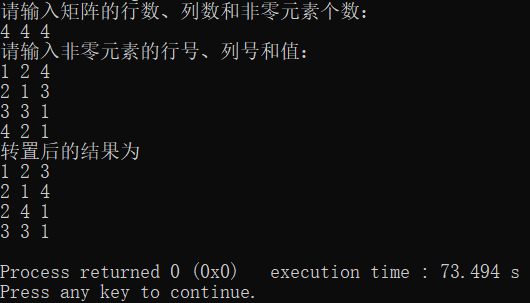 请输入矩阵的行数、列数和非零元素个数：
4 4 4
请输入非零元素的行号、列号和值：
1 2 4
2 1 3
3 3 1
4 2 1
转置后的结果为
1 2 3
2 1 4
2 4 1
3 3 1
Process returned 0 (0x0)   execution time : 73.494 s
Press any key to continue.